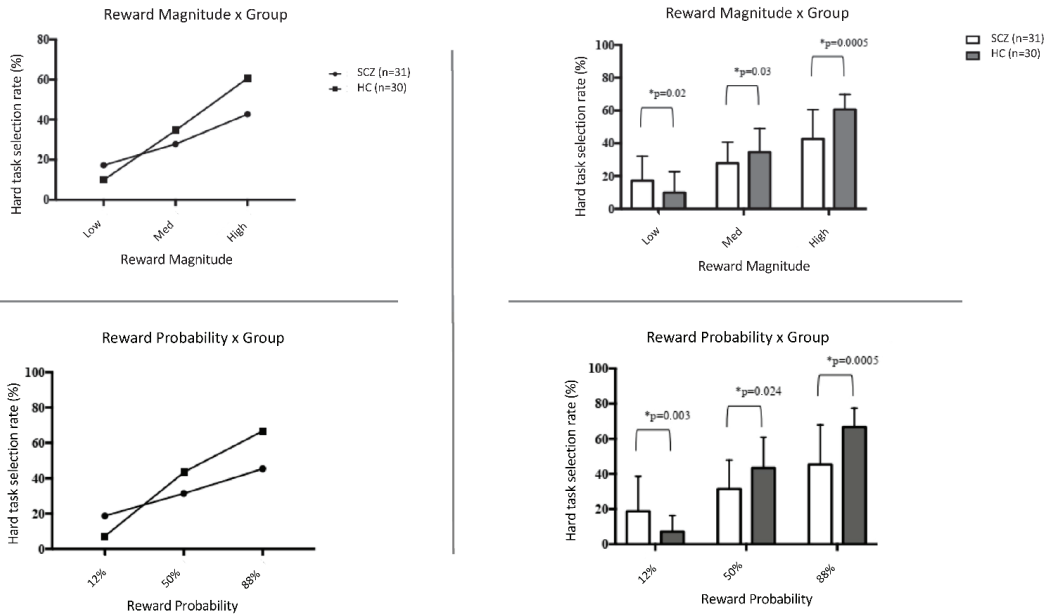 Reward Magnitude x Group
Hard task selection rate (%)
80
60
40
20
0
Low
Med
High
Reward Magnitude
SCZ (n=31)
HC (n=30)
Reward Magnitude x Group
Hard task selection rate (%)
100
80
60
40
20
0
*p=0.02
*p=0.03
*p=0.0005
Low
Med
High
Reward Magnitude
SCZ (n=31)
HC (n=30)
Reward Probability x Group
Hard task selection rate (%)
100
80
60
40
20
0
12%
50%
88%
Reward Probability
Reward Probability x Group
Hard task selection rate (%)
100
80
60
40
20
0
*p=0.003
*p=0.024
*p=0.0005
12%
50%
88%
Reward Probability